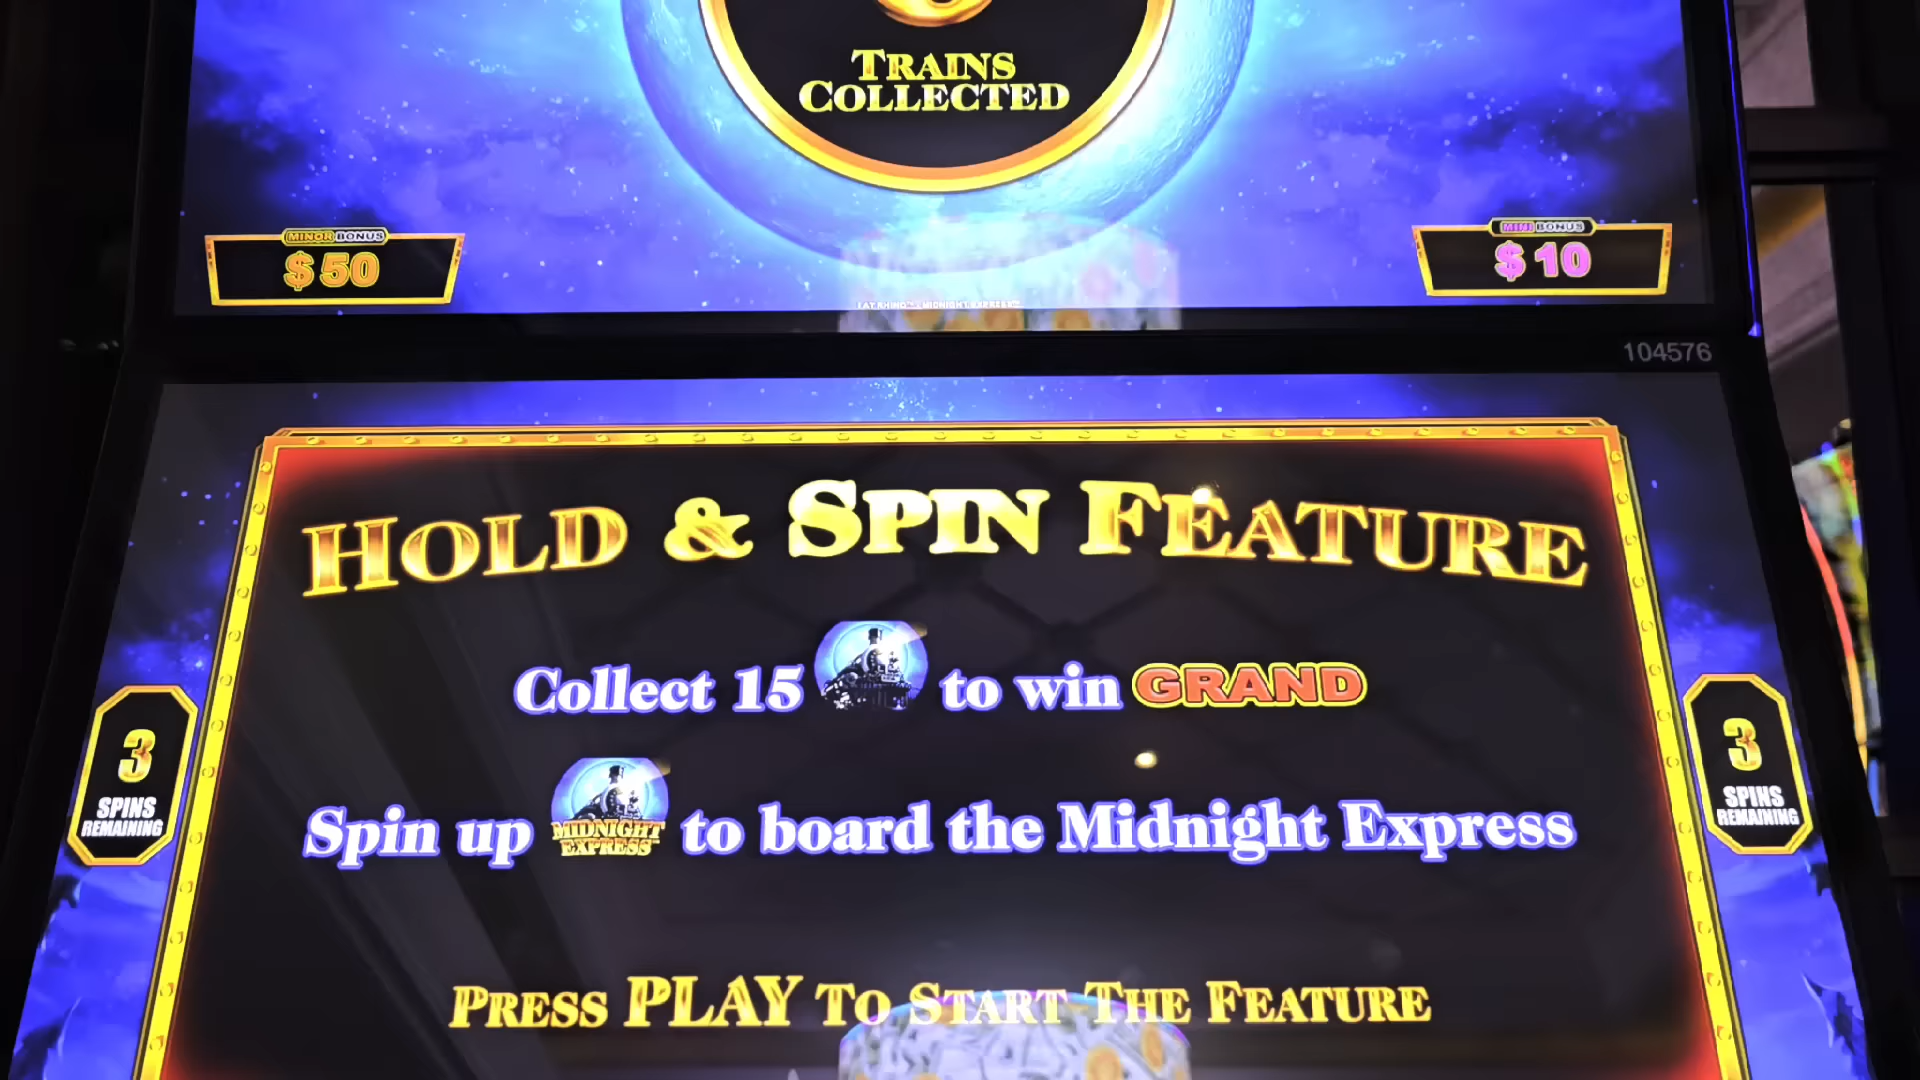 TRAINS
COLLECTED
MINOR BONUS
$50
MINI BONUS
$10
104576
HOLD & SPIN FEATURE
Collect 15 to win GRAND
Spin up MIDNIGHT EXPRESS to board the Midnight Express
3
SPINS
REMAINING
3
SPINS
REMAINING
PRESS PLAY TO START THE FEATURE